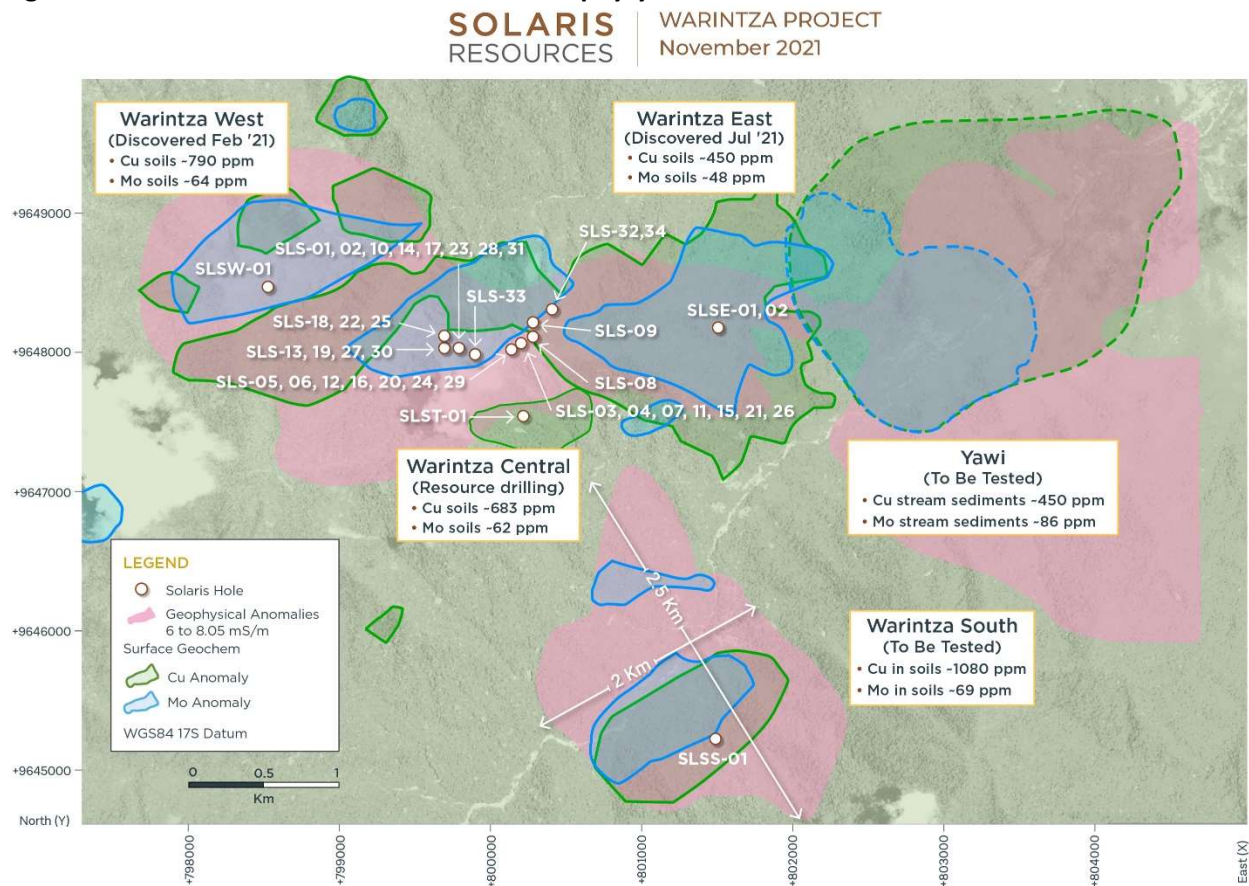 SOLARIS
RESOURCES
WARINTZA PROJECT
November 2021
Warintza West
(Discovered Feb '21)
• Cu soils ~790 ppm
• Mo soils ~64 ppm
Warintza East
(Discovered Jul '21)
• Cu soils ~450 ppm
• Mo soils ~48 ppm
+9649000
+9648000
+9647000
+9646000
+9645000
North (Y)
SLSW-01
SLS-01, 02, 10, 14, 17, 23, 28, 31
SLS-32,34
SLS-33
SLS-18, 22, 25
SLS-09
SLSE-01, 02
SLS-13, 19, 27, 30
SLS-05, 06, 12, 16, 20, 24, 29
SLS-08
SLST-01
SLS-03, 04, 07, 11, 15, 21, 26
Warintza Central
(Resource drilling)
• Cu soils ~683 ppm
• Mo soils ~62 ppm
Yawi
(To Be Tested)
• Cu stream sediments ~450 ppm
• Mo stream sediments ~86 ppm
2.5 Km
2 Km
Warintza South
(To Be Tested)
• Cu in soils ~1080 ppm
• Mo in soils ~69 ppm
SLSS-01
LEGEND
Solaris Hole
Geophysical Anomalies
6 to 8.05 mS/m
Surface Geochem
Cu Anomaly
Mo Anomaly
WGS84 17S Datum
0 0.5 1
Km
+798000
+799000
+800000
+801000
+802000
+803000
+804000
East (X)